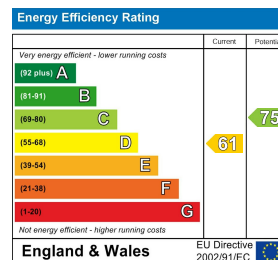 Energy Efficiency Rating
Current
Potentia
Very energy efficient - lower running costs
(92 plus) A
(81-91) B
(69-80) C
75
(55-68) D
61
(39-54) E
(21-38) F
(1-20) G
Not energy efficient - higher running costs
England & Wales
EU Directive
2002/91/EC